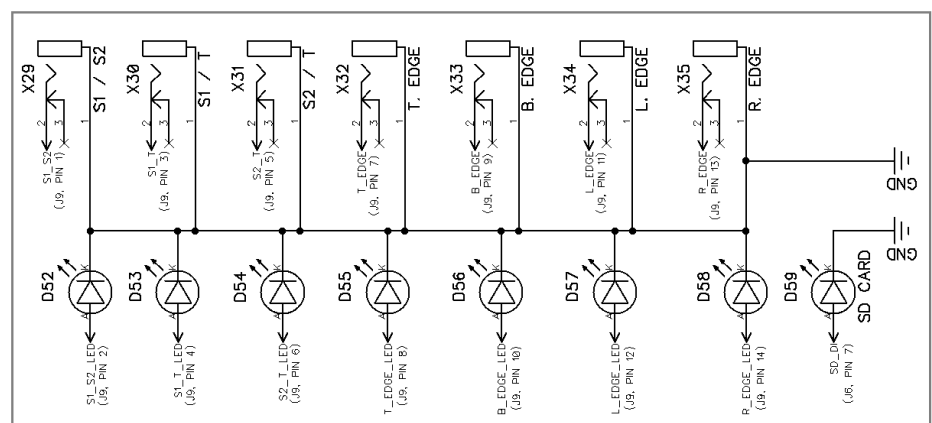 X29
S1 / S2
2
3
1
S1_S2
(J9, PIN 1)
X30
S1 / T
2
3
1
S1_T
(J9, PIN 3)
X31
S2 / T
2
3
1
S2_T
(J9, PIN 5)
X32
T. EDGE
2
3
1
T_EDGE
(J9, PIN 7)
X33
B. EDGE
2
3
1
B_EDGE
(J9, PIN 9)
X34
L. EDGE
2
3
1
L_EDGE
(J9, PIN 11)
X35
R. EDGE
2
3
1
R_EDGE
(J9, PIN 13)
GND
GND
D52
K
A
S1_S2_LED
(J9, PIN 2)
D53
K
A
S1_T_LED
(J9, PIN 4)
D54
K
A
S2_T_LED
(J9, PIN 6)
D55
K
A
T_EDGE_LED
(J9, PIN 8)
D56
K
A
B_EDGE_LED
(J9, PIN 10)
D57
K
A
L_EDGE_LED
(J9, PIN 12)
D58
K
A
R_EDGE_LED
(J9, PIN 14)
D59
K
A
SD CARD
SD_DI
(J6, PIN 7)